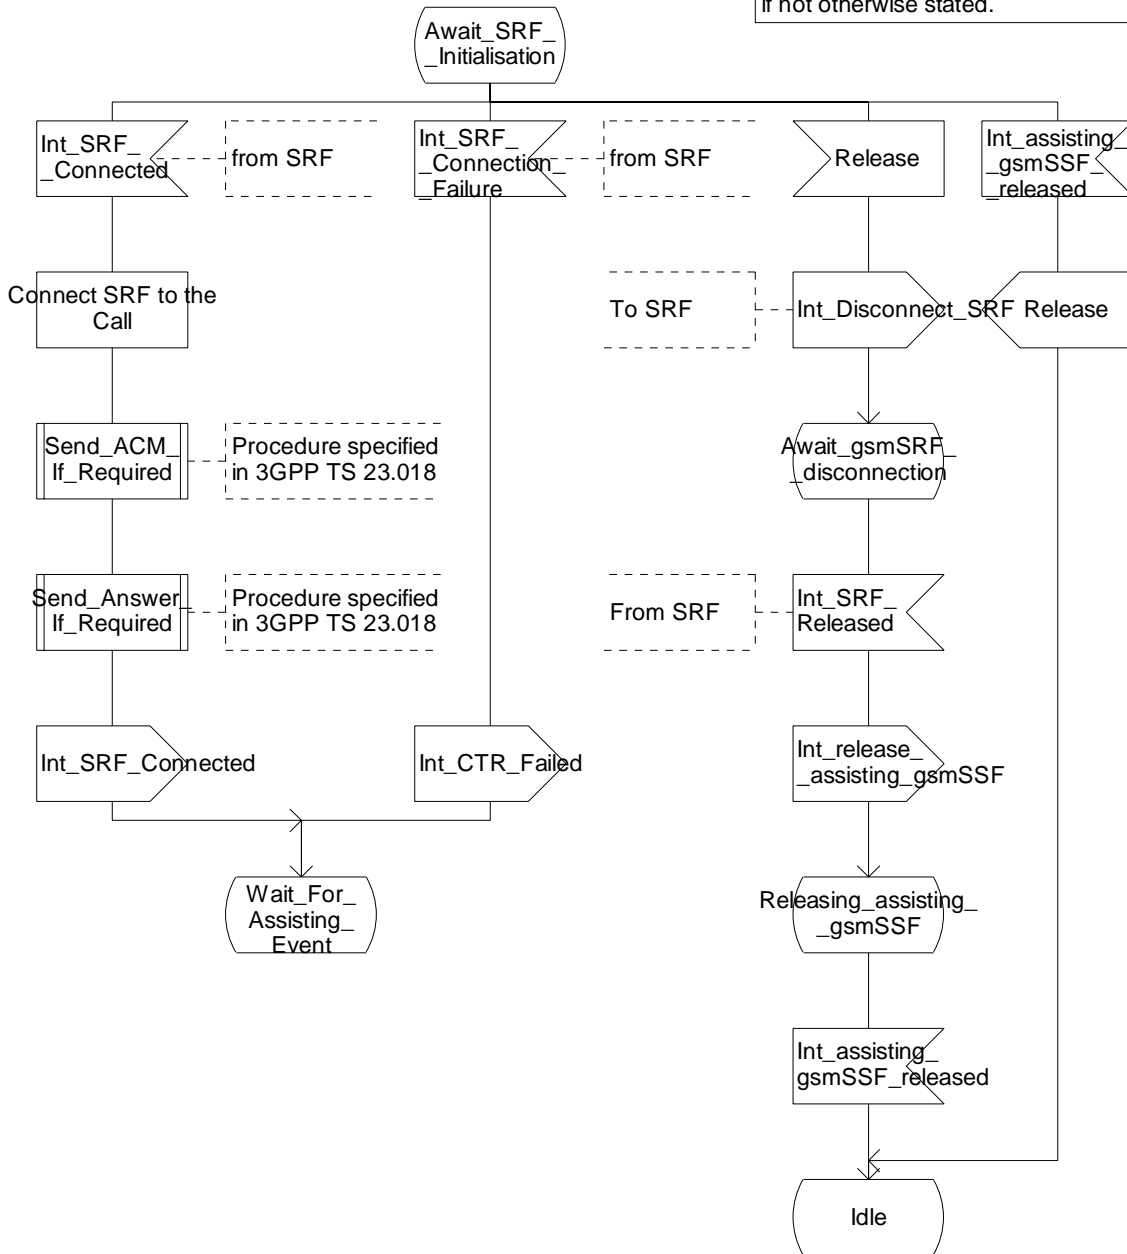 if not otherwise stated.
Await_SRF_
_Initialisation
Int_SRF_
_Connected
from SRF
Int_SRF_
_Connection_
_Failure
from SRF
Release
Int_assisting_
_gsmSSF_
_released
Connect SRF to the
Call
To SRF
Int_Disconnect_SRF
Release
Send_ACM_
If_Required
Procedure specified
in 3GPP TS 23.018
Await_gsmSRF_
_disconnection
Send_Answer_
If_Required
Procedure specified
in 3GPP TS 23.018
From SRF
Int_SRF_
Released
Int_SRF_Connected
Int_CTR_Failed
Int_release_
_assisting_gsmSSF
Wait_For_
Assisting_
Event
Releasing_assisting_
_gsmSSF
Int_assisting_
gsmSSF_released
Idle